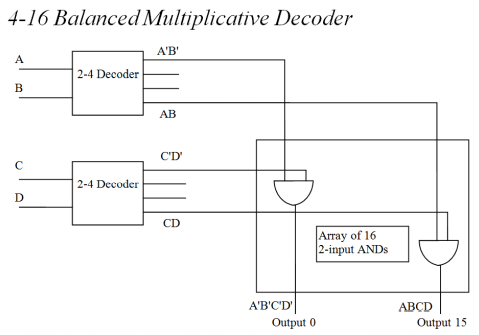 4-16 Balanced Multiplicative Decoder
A'B'
A
2-4 Decoder
B
AB
C'D'
C
2-4 Decoder
D
CD
Array of 16
2-input ANDs
A'B'C'D'
ABCD
Output 0
Output 15